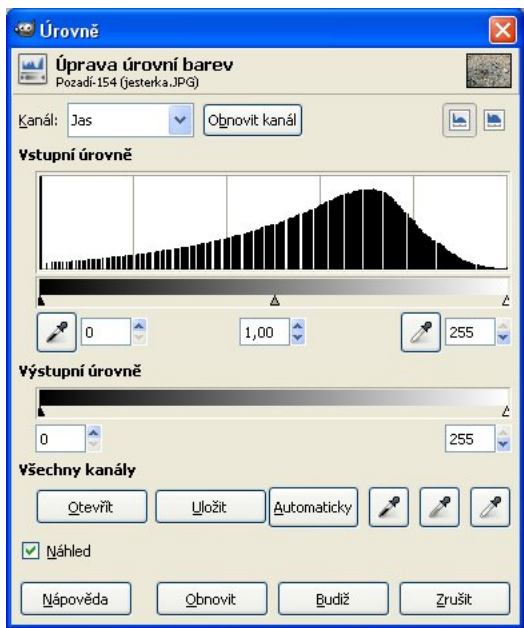 Úrovně
Úprava úrovní barev
Pozadí-154 (jesterka.JPG)
Kanál: Jas Obnovit kanál
Vstupní úrovně
0 1,00 255
Výstupní úrovně
0 255
Všechny kanály
Otevřít Uložit Automaticky
Náhled
Nápověda Obnovit Budiž Zrušit